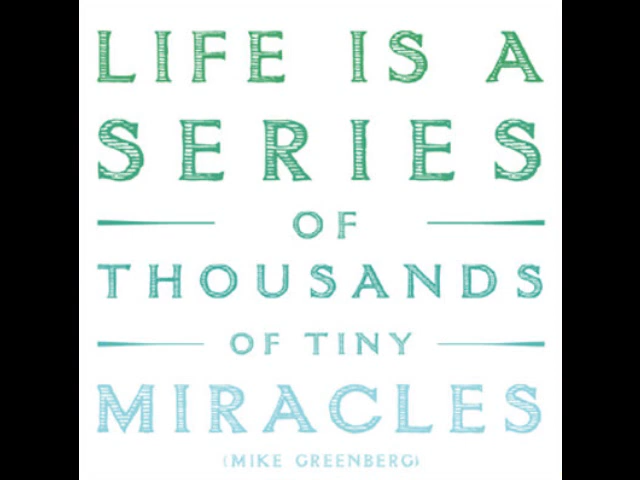 LIFE IS A
SERIES
OF
THOUSANDS
OF TINY
MIRACLES
(MIKE GREENBERG)